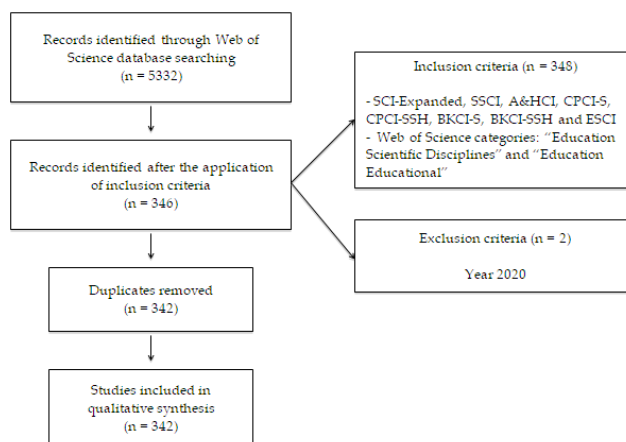 Records identified through Web of
Science database searching
(n = 5332)
Records identified after the application
of inclusion criteria
(n = 346)
Duplicates removed
(n = 342)
Studies included in
qualitative synthesis
(n = 342)
Inclusion criteria (n = 348)
- SCI-Expanded, SSCI, A&HCI, CPCI-S,
CPCI-SSH, BKCI-S, BKCI-SSH and ESCI
- Web of Science categories: “Education
Scientific Disciplines” and “Education
Educational”
Exclusion criteria (n = 2)
Year 2020